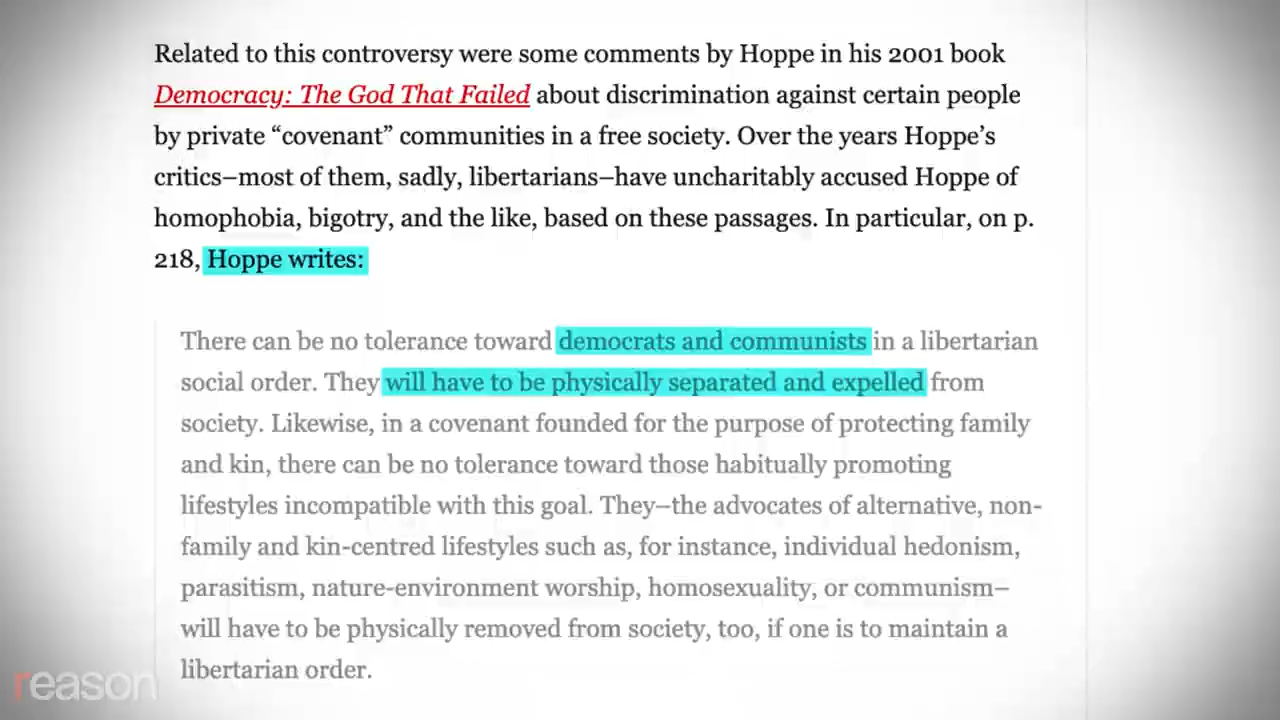 Related to this controversy were some comments by Hoppe in his 2001 book
Democracy: The God That Failed about discrimination against certain people
by private “covenant” communities in a free society. Over the years Hoppe’s
critics–most of them, sadly, libertarians–have uncharitably accused Hoppe of
homophobia, bigotry, and the like, based on these passages. In particular, on p.
218, Hoppe writes:
There can be no tolerance toward democrats and communists in a libertarian
social order. They will have to be physically separated and expelled from
society. Likewise, in a covenant founded for the purpose of protecting family
and kin, there can be no tolerance toward those habitually promoting
lifestyles incompatible with this goal. They–the advocates of alternative, non-
family and kin-centred lifestyles such as, for instance, individual hedonism,
parasitism, nature-environment worship, homosexuality, or communism–
will have to be physically removed from society, too, if one is to maintain a
libertarian order.
reason